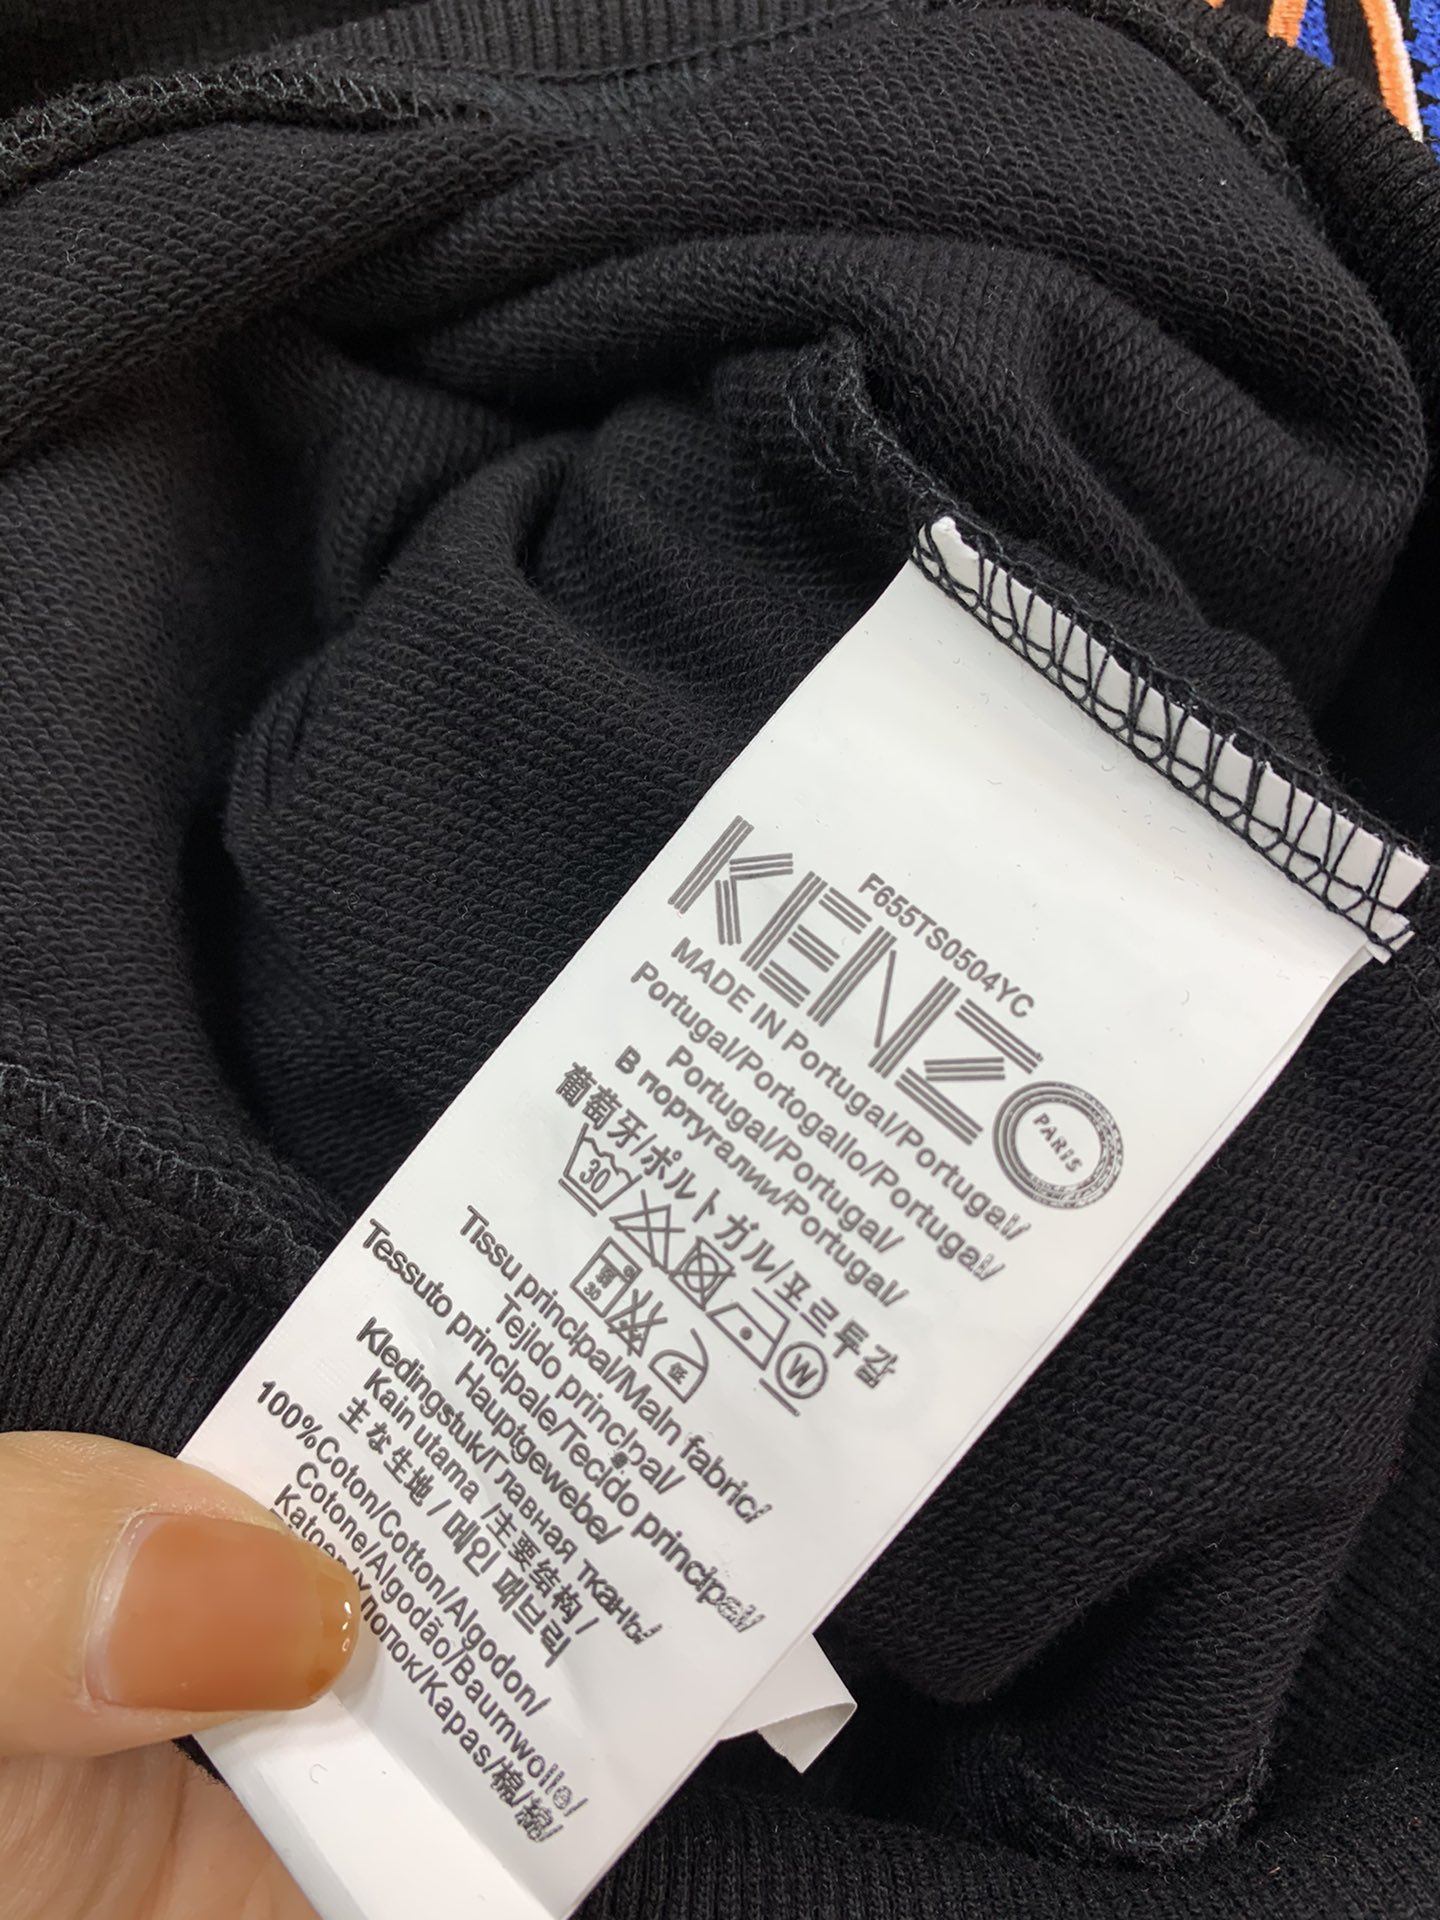 F655TS0504YC
KENZO
PARIS
MADE IN Portugal/Portugal/
Portugal/Portogallo/Portugal/
Portugal/Portugal/
В португалии/Portugal/
葡萄牙/ポルトガル/포르투갈
30
W
弱
30
低
Tissu principal/Main fabric/
Tejido principal/
Tessuto principale/Tecido principal/
Hauptgewebe/
Kledingstuk/Главная ткань/
Kain utama /主要结构/
主な生地 / 메인 패브릭
100%Coton/Cotton/Algodon/
Cotone/Algodão/Baumwolle/
Katoen/Хлопок/Kapas/棉/綿/